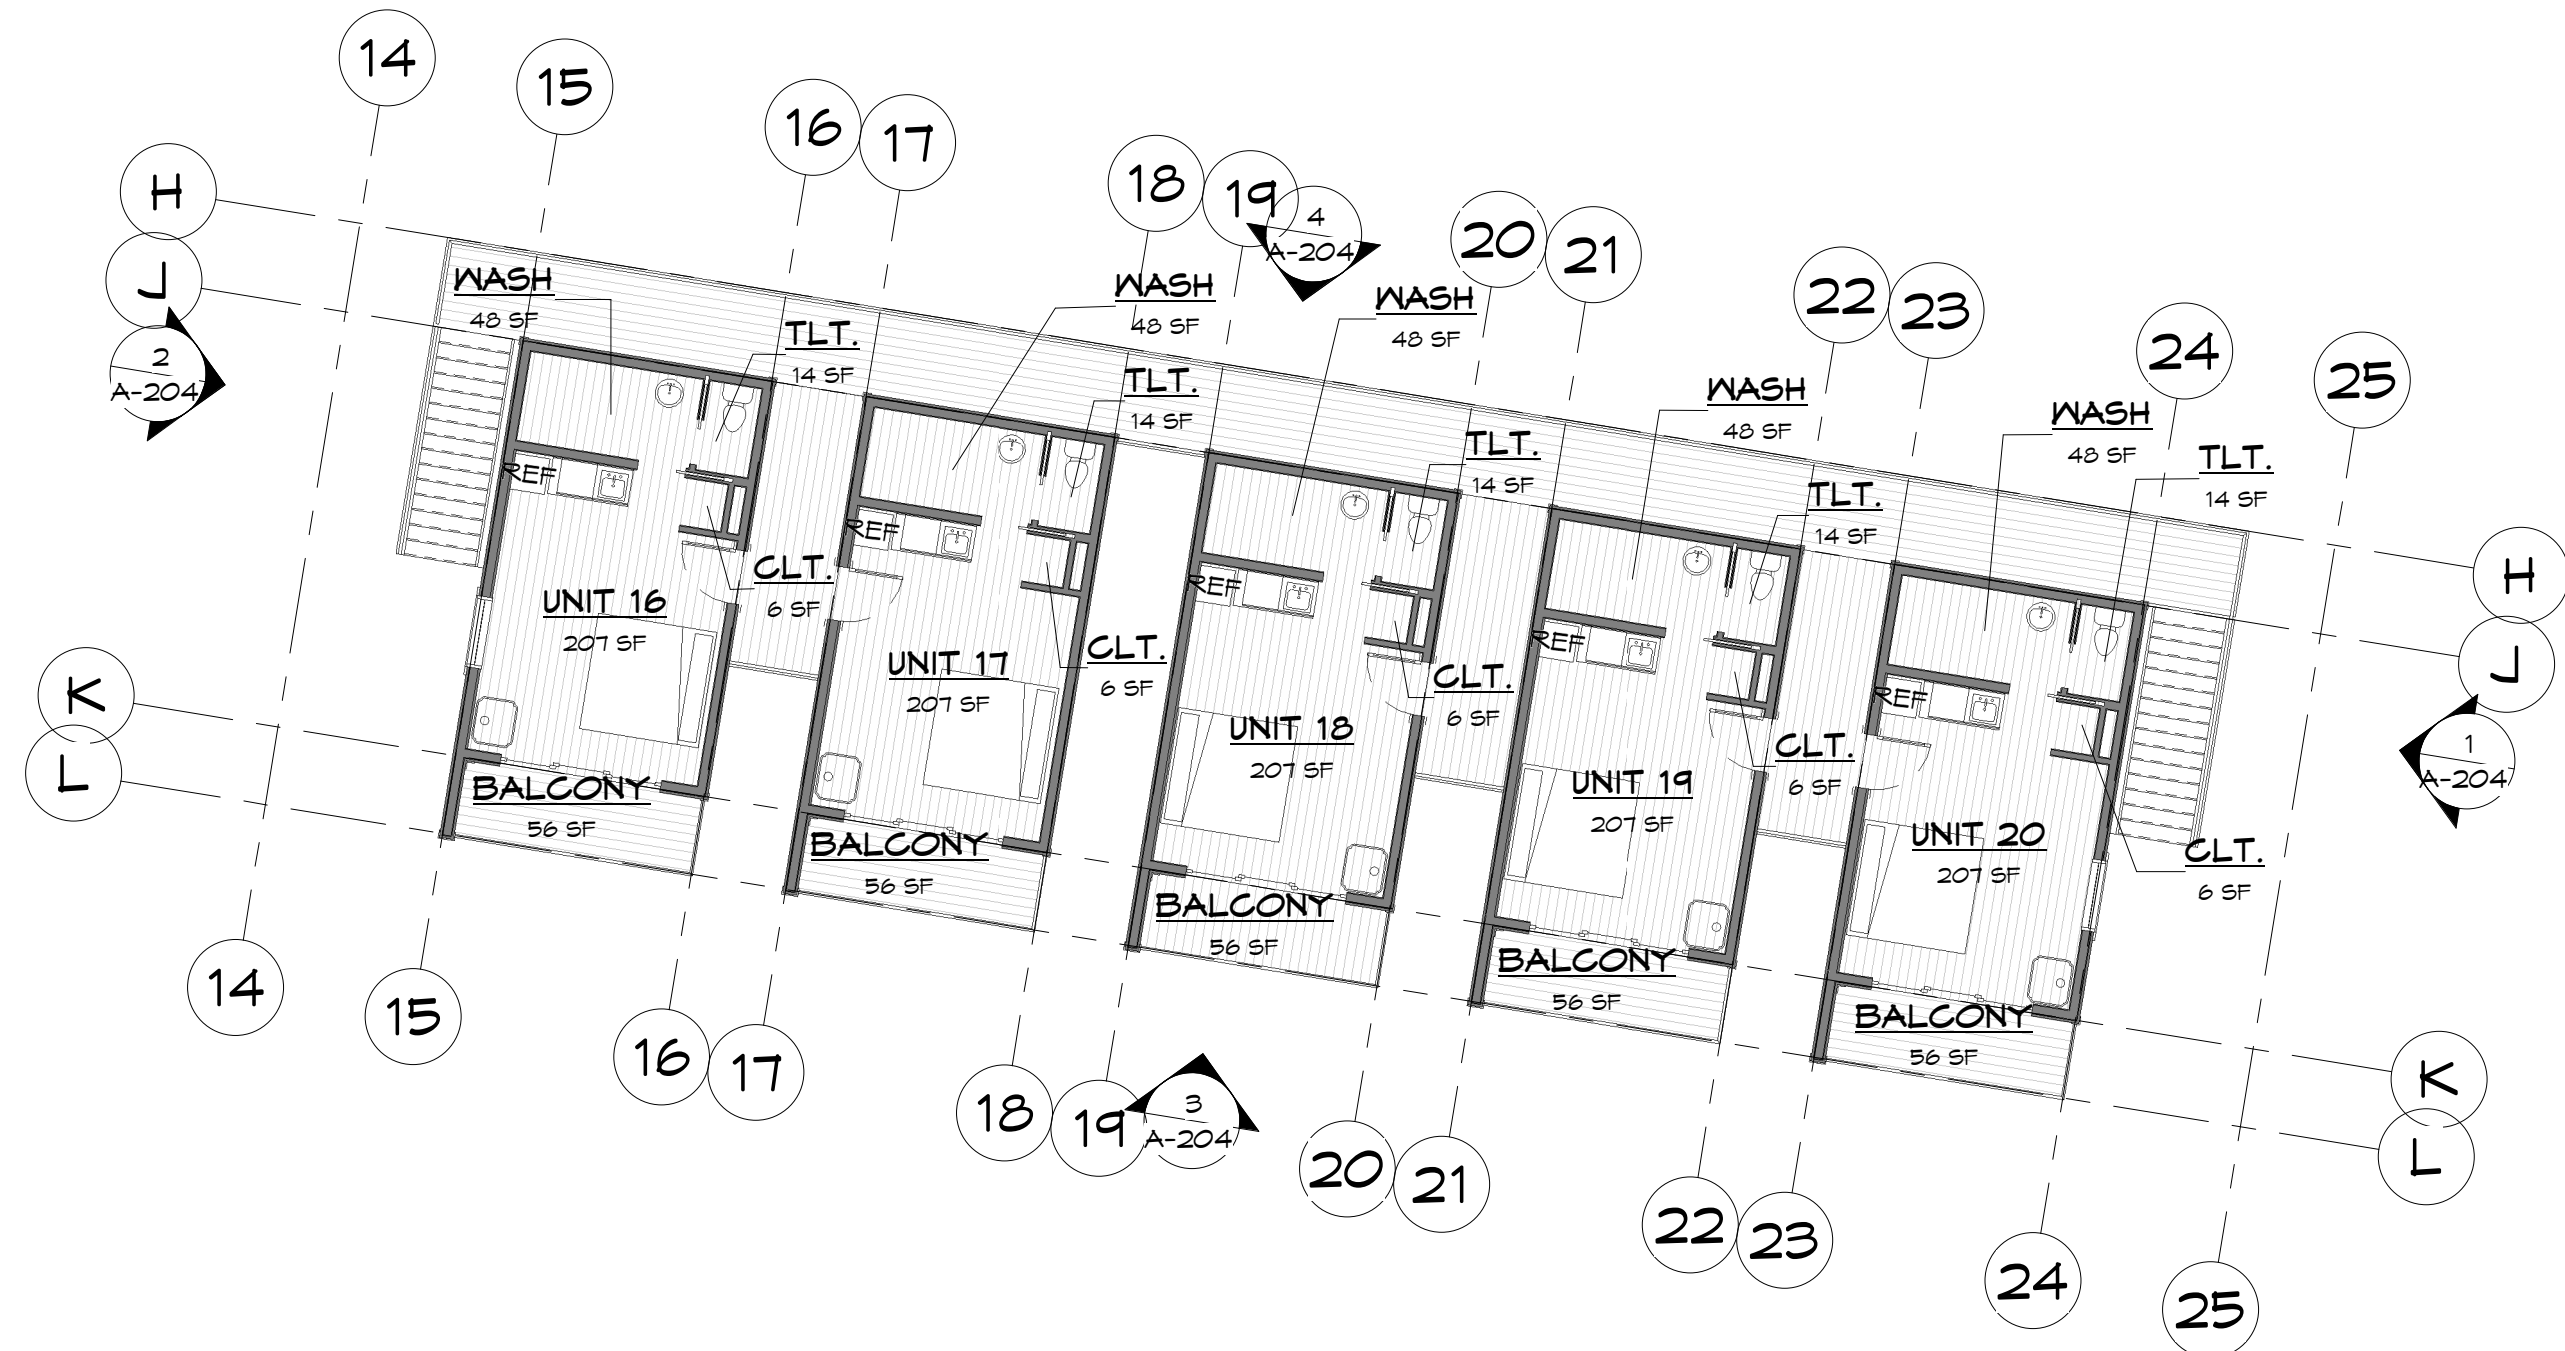 14
15
16
17
18
19
20
21
22
23
24
25
H
J
4
A-204
2
A-204
WASH
48 SF
TLT.
14 SF
WASH
48 SF
TLT.
14 SF
WASH
48 SF
TLT.
14 SF
WASH
48 SF
TLT.
14 SF
WASH
48 SF
TLT.
14 SF
REF
REF
REF
REF
REF
CLT.
6 SF
CLT.
6 SF
CLT.
6 SF
CLT.
6 SF
CLT.
6 SF
UNIT 16
207 SF
UNIT 17
207 SF
UNIT 18
207 SF
UNIT 19
207 SF
UNIT 20
207 SF
H
J
K
L
1
A-204
BALCONY
56 SF
BALCONY
56 SF
BALCONY
56 SF
BALCONY
56 SF
BALCONY
56 SF
K
L
3
A-204
14
15
16
17
18
19
20
21
22
23
24
25